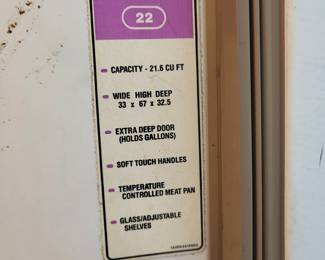 22
CAPACITY - 21.6 CU FT
WIDE HIGH DEEP
33 x 67 x 32.5
EXTRA DEEP DOOR
(HOLDS GALLONS)
SOFT TOUCH HANDLES
TEMPERATURE
CONTROLLED MEAT PAN
GLASS/ADJUSTABLE
SHELVES